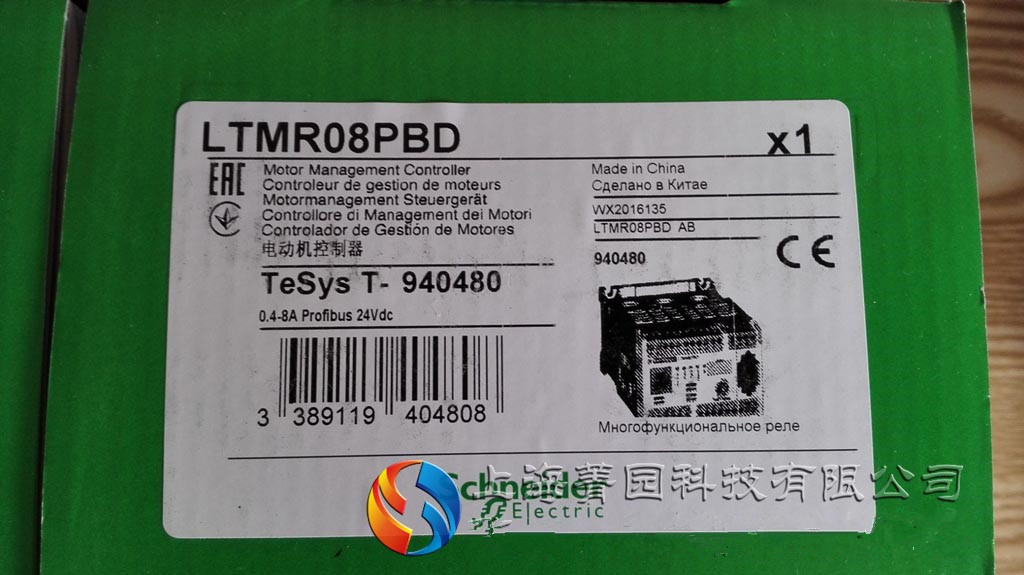 LTMR08PBD
x1
EAC
Motor Management Controller
Controleur de gestion de moteurs
Motormanagement Steuergerät
Controllore di Management dei Motori
Controlador de Gestión de Motores
电动机控制器
TeSys T- 940480
0.4-8A Profibus 24Vdc
3 389119 404808
Made in China
Сделано в Китае
WX2016135
LTMR08PBD AB
CE
940480
Многофункциональное реле
Schneider
Electric
上海菁园科技有限公司